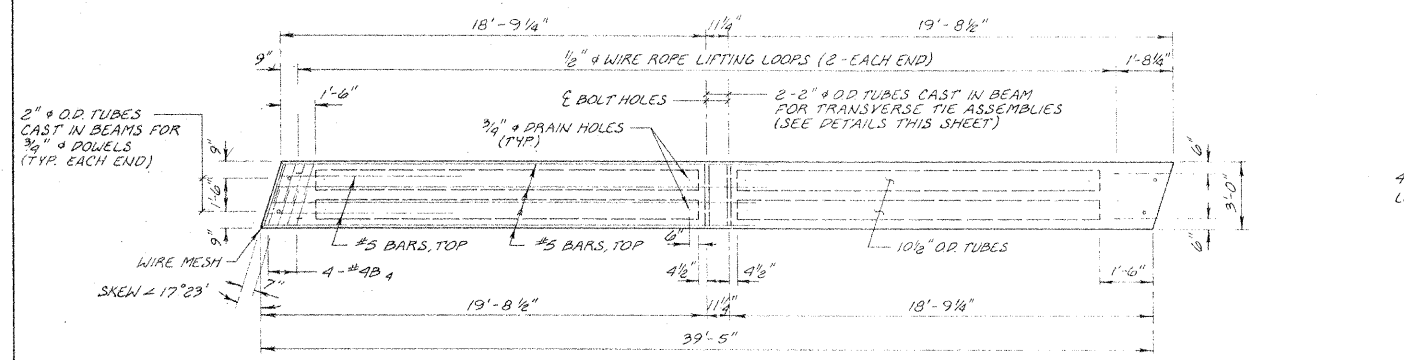 18'-9 1/4"
11 1/4"
19'-8 1/2"
9"
1/2" ⌀ WIRE ROPE LIFTING LOOPS (2-EACH END)
1'-8 1/4"
1'-6"
℄ BOLT HOLES
2-2" ⌀ O.D. TUBES CAST IN BEAM
FOR TRANSVERSE TIE ASSEMBLIES
(SEE DETAILS THIS SHEET)
2" ⌀ O.D. TUBES
CAST IN BEAMS FOR
3/4" ⌀ DOWELS
(TYP. EACH END)
3/4" ⌀ DRAIN HOLES
(TYP.)
9"
1'-6"
9"
6"
3'-0"
6"
#5 BARS, TOP
#5 BARS, TOP
6"
10 1/2" O.D. TUBES
WIRE MESH
4-#4B4
4 1/2"
4 1/2"
1'-6"
SKEW ∠ 17°23'
7"
19'-8 1/2"
11 1/4"
18'-9 1/4"
39'-5"
4